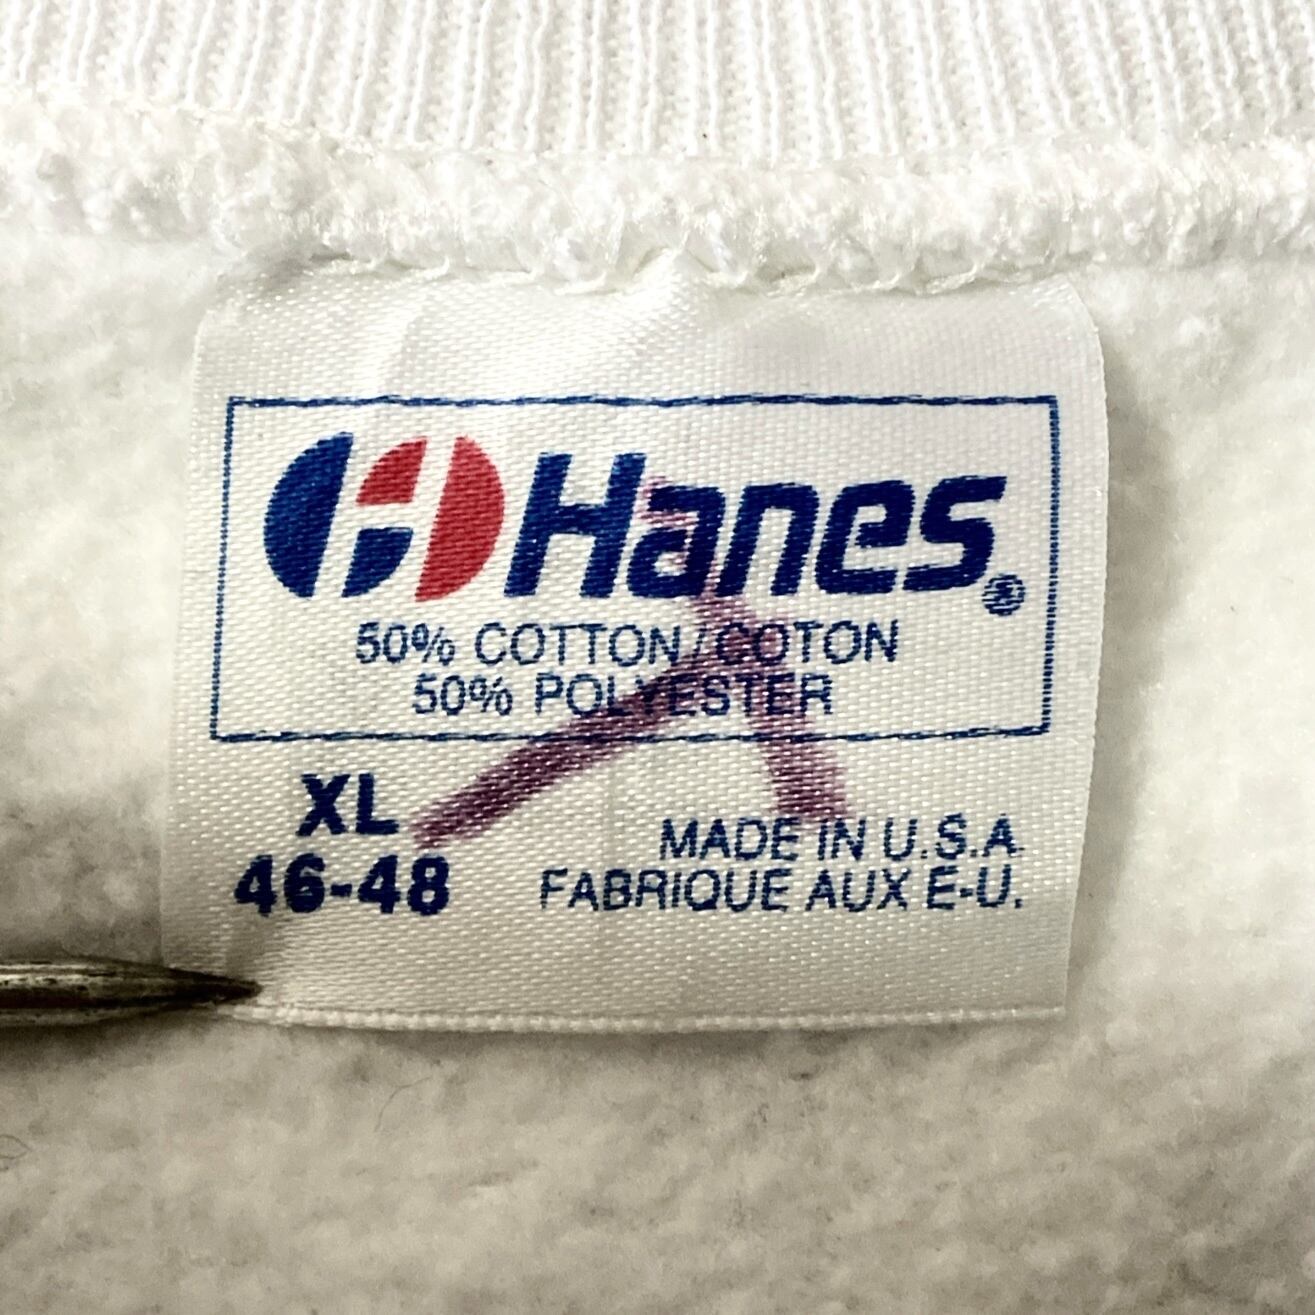 Hanes®
50% COTTON/COTON
50% POLYESTER
XL
46-48
MADE IN U.S.A.
FABRIQUE AUX E-U.